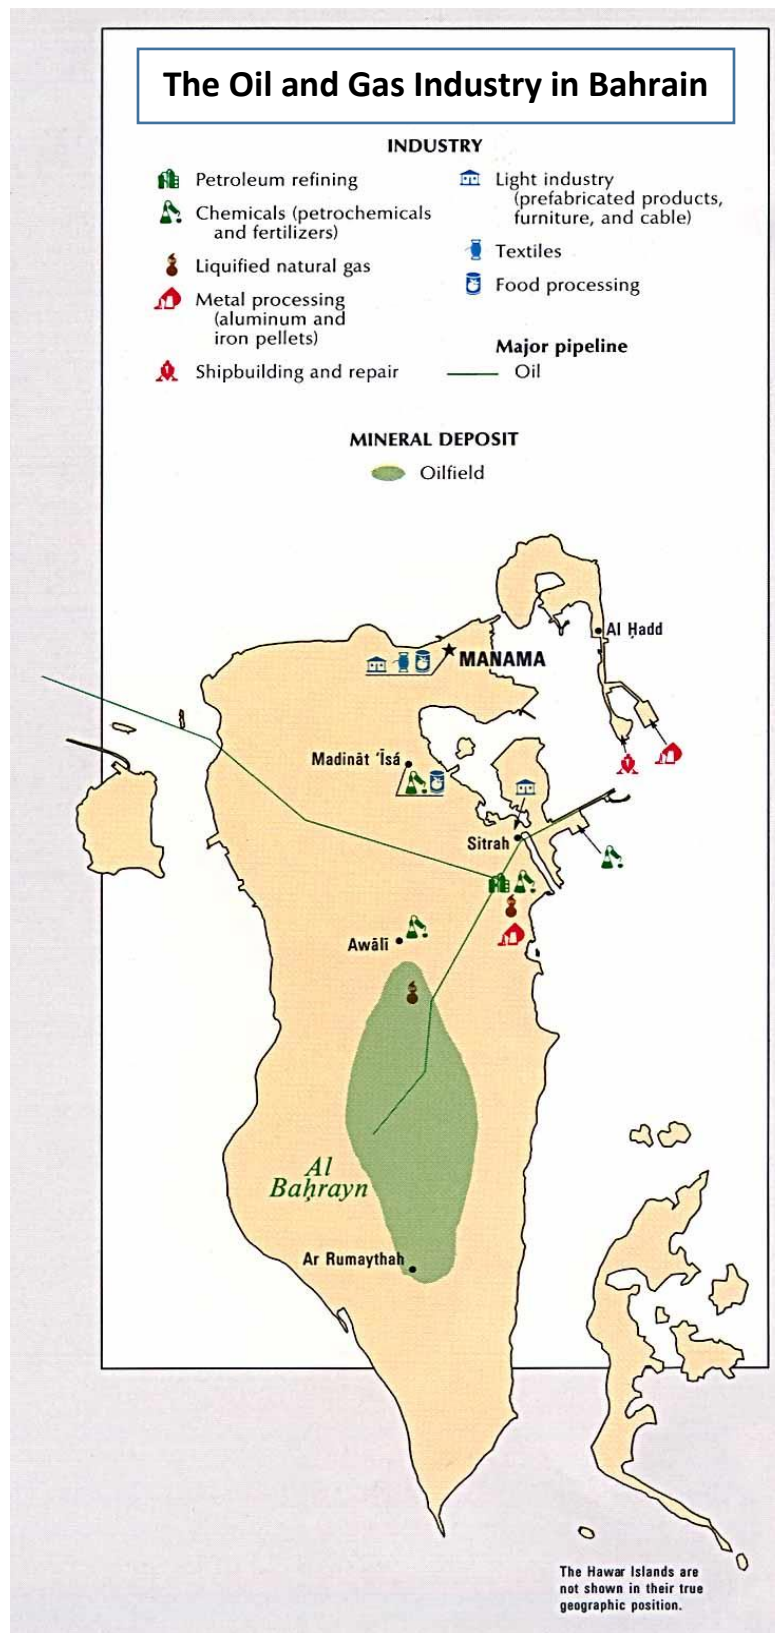 The Oil and Gas Industry in Bahrain
INDUSTRY
Petroleum refining
Chemicals (petrochemicals
and fertilizers)
Liquified natural gas
Metal processing
(aluminum and
iron pellets)
Shipbuilding and repair
Light industry
(prefabricated products,
furniture, and cable)
Textiles
Food processing
Major pipeline
Oil
MINERAL DEPOSIT
Oilfield
Al Ḥadd
MANAMA
Madinât ʻĪsá
Sitrah
Awālī
Al
Baḥrayn
Ar Rumaythah
The Hawar Islands are
not shown in their true
geographic position.